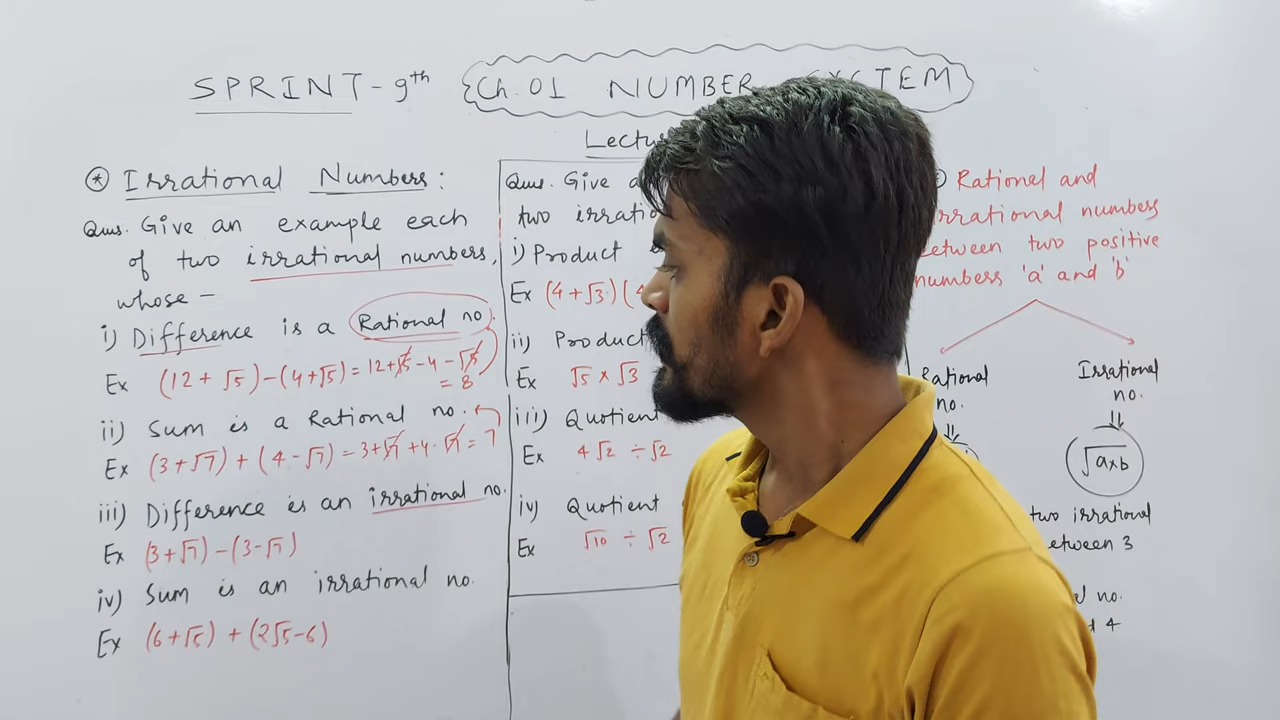 SPRINT-9th
Ch.01 NUMBER
Irrational Numbers:
Ques. Give an example each
of two irrational numbers,
whose -
i) Difference is a Rational no.
Ex (12 + √5) - (4+√5) = 12+√5 - 4 - √5
= 8
ii) Sum is a Rational no.
Ex (3+√7) + (4-√7) = 3+√7 +4-√7 = 7
iii) Difference is an irrational no.
Ex (3+√7) - (3-√7)
iv) Sum is an irrational no.
Ex (6+√5) + (2√5-6)
Ques. Give
two
i) Product
Ex (4+√3)(
ii) Product
Ex √5 × √3
iii) Quotient
Ex 4√2 ÷ √2
iv) Quotient
Ex √10 ÷ √2
Rational and
numbers
between two positive
numbers 'a' and 'b'
Rational
no.
Irrational
no.
√a×b
two irrational
between 3
no.
4